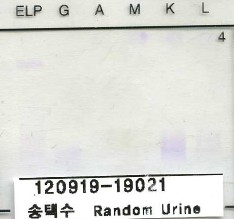 ELP G A M K L
4
120919-19021
송택수 Random Urine